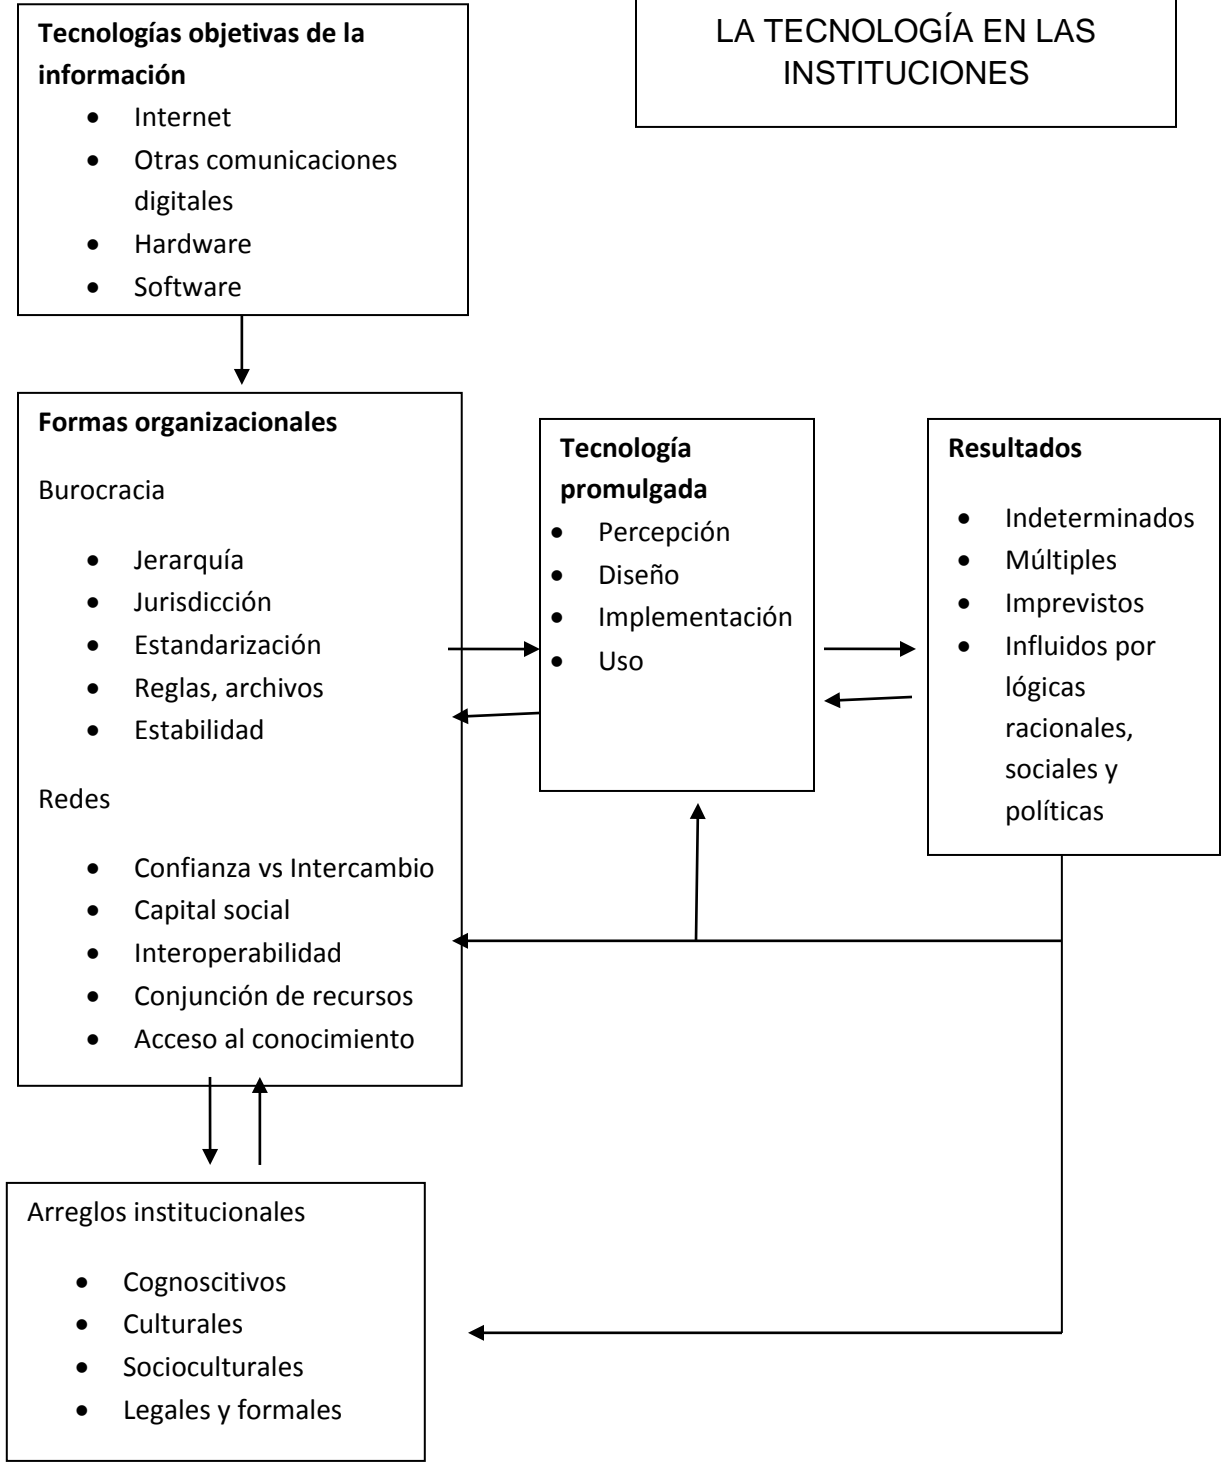 LA TECNOLOGÍA EN LAS
INSTITUCIONES
Tecnologías objetivas de la
información
• Internet
• Otras comunicaciones
digitales
• Hardware
• Software
Formas organizacionales
Burocracia
• Jerarquía
• Jurisdicción
• Estandarización
• Reglas, archivos
• Estabilidad
Redes
• Confianza vs Intercambio
• Capital social
• Interoperabilidad
• Conjunción de recursos
• Acceso al conocimiento
Tecnología
promulgada
• Percepción
• Diseño
• Implementación
• Uso
Resultados
• Indeterminados
• Múltiples
• Imprevistos
• Influidos por
lógicas
racionales,
sociales y
políticas
Arreglos institucionales
• Cognoscitivos
• Culturales
• Socioculturales
• Legales y formales